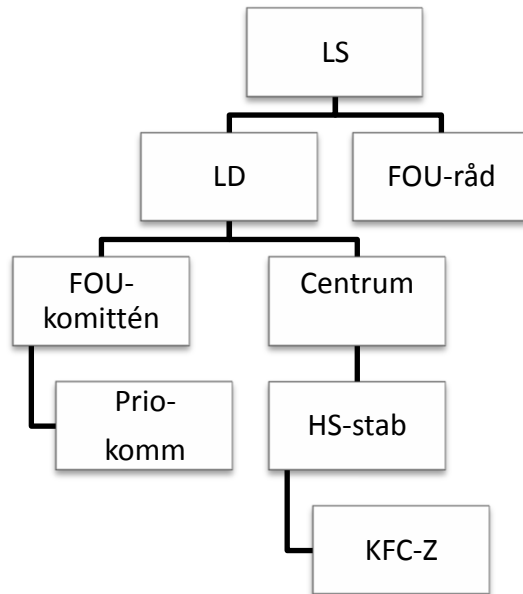 LS
LD
FOU-råd
FOU-
komittén
Centrum
Prio-
komm
HS-stab
KFC-Z